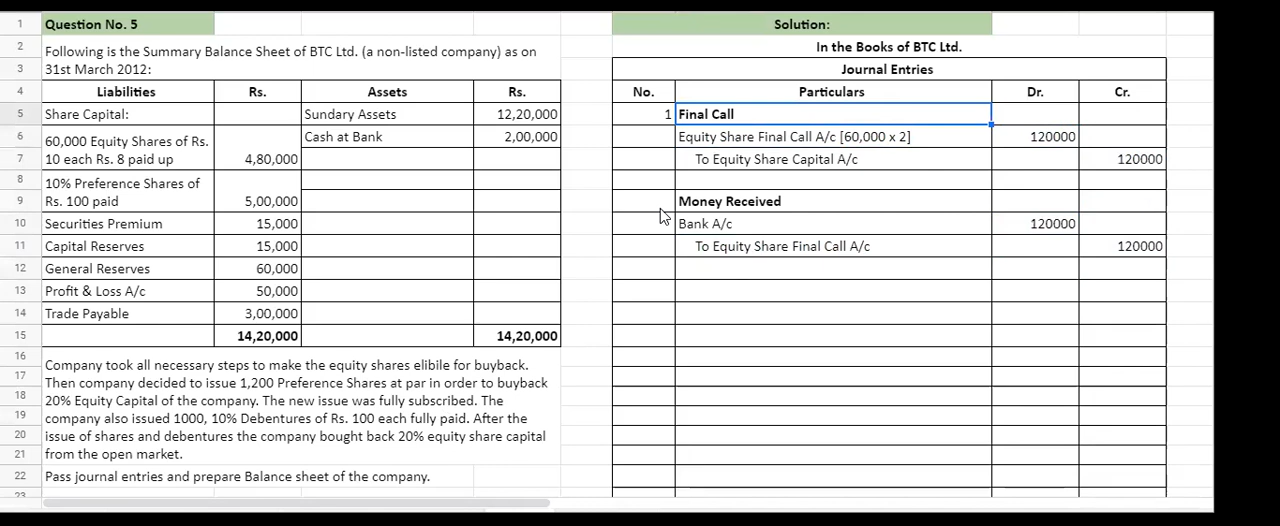 1 Question No. 5 Solution:
2 Following is the Summary Balance Sheet of BTC Ltd. (a non-listed company) as on In the Books of BTC Ltd.
3 31st March 2012: Journal Entries
4 Liabilities Rs. Assets Rs. No. Particulars Dr. Cr.
5 Share Capital: Sundary Assets 12,20,000 1 Final Call
6 60,000 Equity Shares of Rs. Cash at Bank 2,00,000 Equity Share Final Call A/c [60,000 x 2] 120000
7 10 each Rs. 8 paid up 4,80,000 To Equity Share Capital A/c 120000
8 10% Preference Shares of
9 Rs. 100 paid 5,00,000 Money Received
10 Securities Premium 15,000 Bank A/c 120000
11 Capital Reserves 15,000 To Equity Share Final Call A/c 120000
12 General Reserves 60,000
13 Profit & Loss A/c 50,000
14 Trade Payable 3,00,000
15 14,20,000 14,20,000
16 Company took all necessary steps to make the equity shares elibile for buyback.
17 Then company decided to issue 1,200 Preference Shares at par in order to buyback
18 20% Equity Capital of the company. The new issue was fully subscribed. The
19 company also issued 1000, 10% Debentures of Rs. 100 each fully paid. After the
20 issue of shares and debentures the company bought back 20% equity share capital
21 from the open market.
22 Pass journal entries and prepare Balance sheet of the company.
23